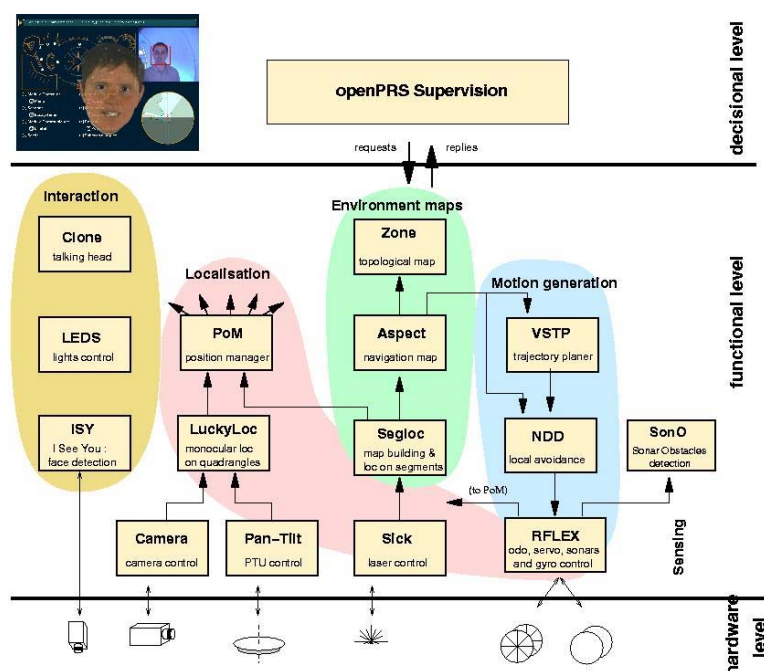 openPRS Supervision
decisional level
requests
replies
Interaction
Environment maps
Clone
talking head
Zone
topological map
Localisation
Motion generation
LEDS
lights control
PoM
position manager
Aspect
navigation map
VSTP
trajectory planer
functional level
ISY
I See You :
face detection
LuckyLoc
monocular loc
on quadrangles
Segloc
map building &
loc on segments
NDD
local avoidance
SonO
Sonar Obstacles
detection
(to PoM)
Camera
camera control
Pan-Tilt
PTU control
Sick
laser control
RFLEX
odo, servo, sonars
and gyro control
Sensing
hardware
level